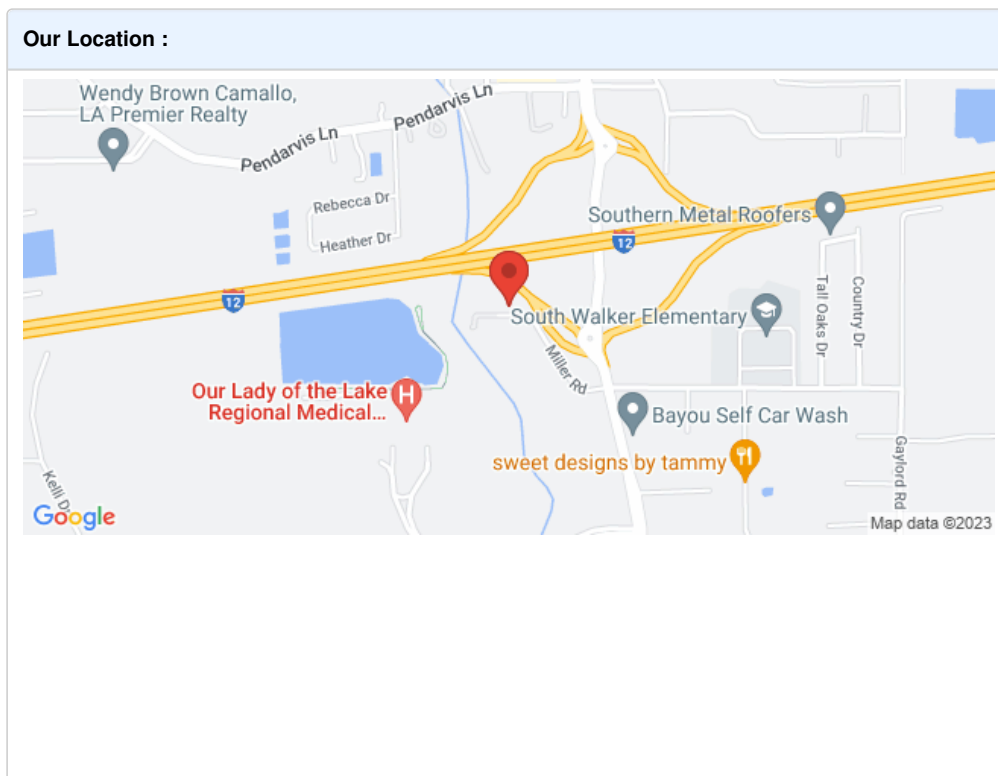 Our Location :
Wendy Brown Camallo,
LA Premier Realty
Pendarvis Ln
Pendarvis Ln
Rebecca Dr
Heather Dr
Southern Metal Roofers
12
12
South Walker Elementary
Tall Oaks Dr
Country Dr
Miller Rd
Our Lady of the Lake
Regional Medical...
H
Bayou Self Car Wash
sweet designs by tammy
Gaylord Rd
Google
Map data ©2023